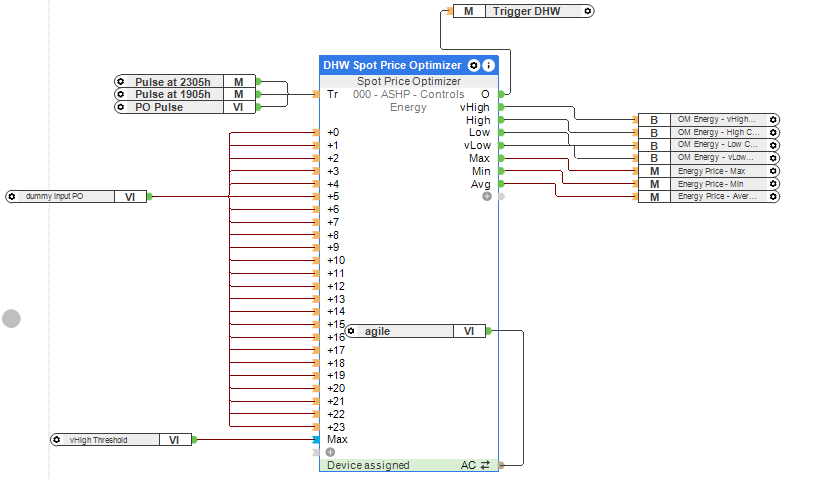 M Trigger DHW
DHW Spot Price Optimizer
Spot Price Optimizer
Pulse at 2305h M
Pulse at 1905h M
PO Pulse VI
Tr 000 - ASHP - Controls O
Energy vHigh
High
Low
vLow
Max
Min
Avg
B OM Energy - vHigh...
B OM Energy - High C...
B OM Energy - Low C...
B OM Energy - vLow...
M Energy Price - Max
M Energy Price - Min
M Energy Price - Aver...
+0
+1
+2
+3
+4
dummy input PO VI
+5
+6
+7
+8
+9
+10
+11
+12
+13
+14
+15
agile VI
+16
+17
+18
+19
+20
+21
+22
+23
vHigh Threshold VI
Max
Device assigned AC